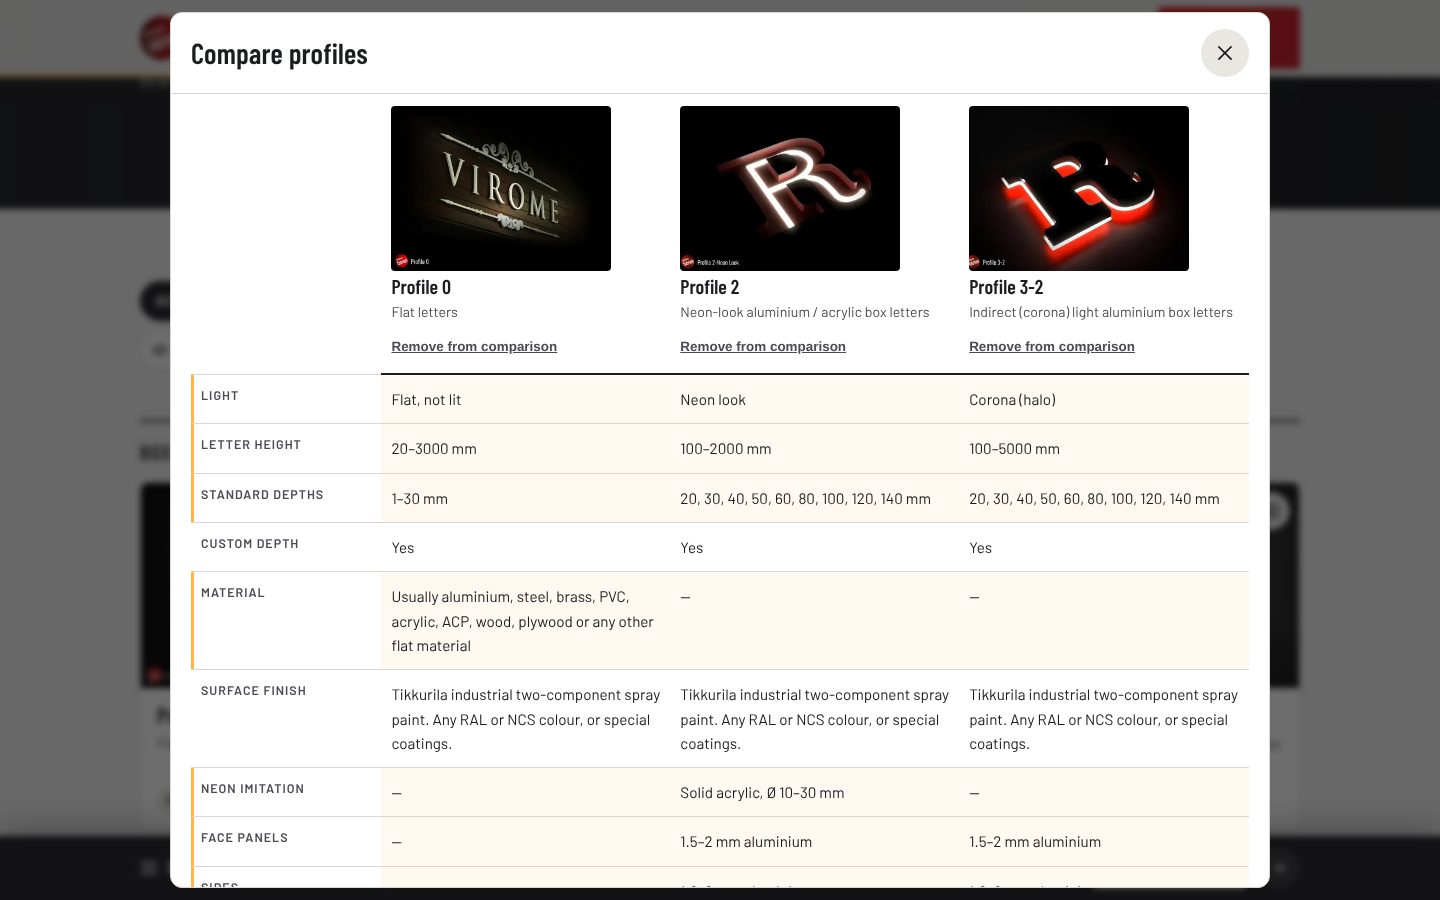 Compare profiles
VIROME
Profile 0
Profile 2-Neon Look
Profile 3-2
Profile 0
Profile 2
Profile 3-2
Flat letters
Neon-look aluminium / acrylic box letters
Indirect (corona) light aluminium box letters
Remove from comparison
Remove from comparison
Remove from comparison
LIGHT
Flat, not lit
Neon look
Corona (halo)
LETTER HEIGHT
20–3000 mm
100–2000 mm
100–5000 mm
STANDARD DEPTHS
1–30 mm
20, 30, 40, 50, 60, 80, 100, 120, 140 mm
20, 30, 40, 50, 60, 80, 100, 120, 140 mm
CUSTOM DEPTH
Yes
Yes
Yes
MATERIAL
Usually aluminium, steel, brass, PVC,
acrylic, ACP, wood, plywood or any other
flat material
—
—
SURFACE FINISH
Tikkurila industrial two-component spray
paint. Any RAL or NCS colour, or special
coatings.
Tikkurila industrial two-component spray
paint. Any RAL or NCS colour, or special
coatings.
Tikkurila industrial two-component spray
paint. Any RAL or NCS colour, or special
coatings.
NEON IMITATION
—
Solid acrylic, Ø 10–30 mm
—
FACE PANELS
—
1.5–2 mm aluminium
1.5–2 mm aluminium
SIDES